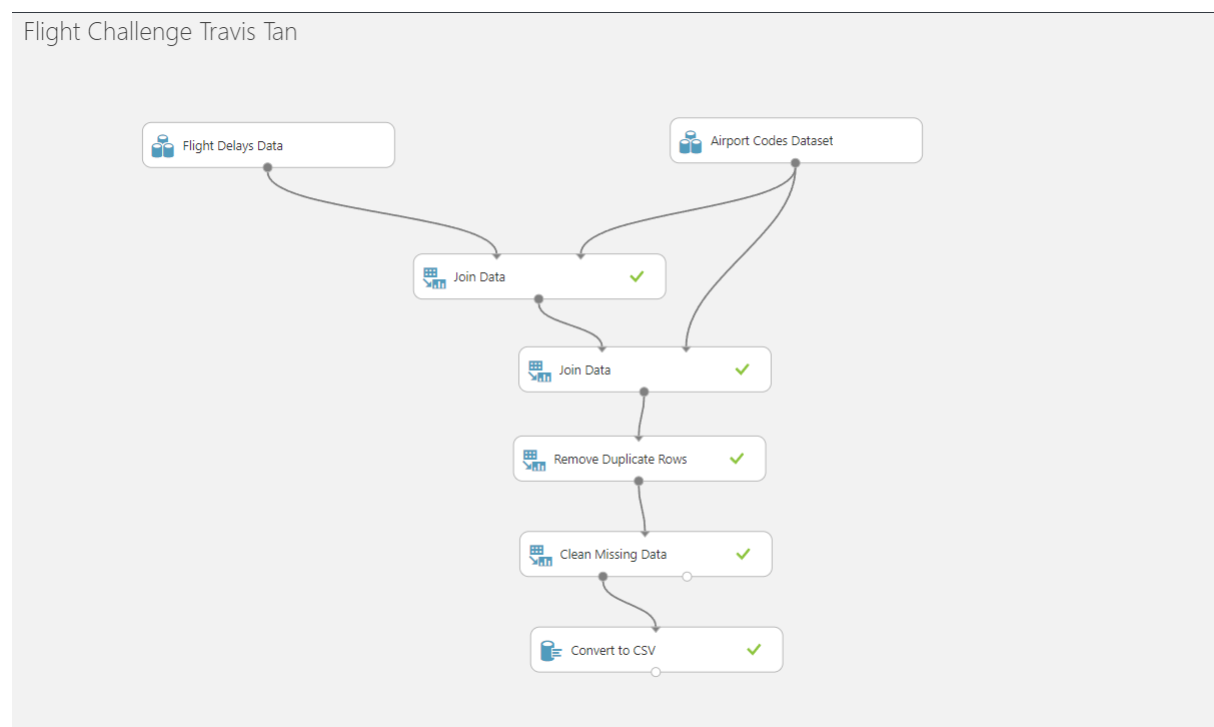 Flight Challenge Travis Tan
Flight Delays Data
Airport Codes Dataset
Join Data
Join Data
Remove Duplicate Rows
Clean Missing Data
Convert to CSV